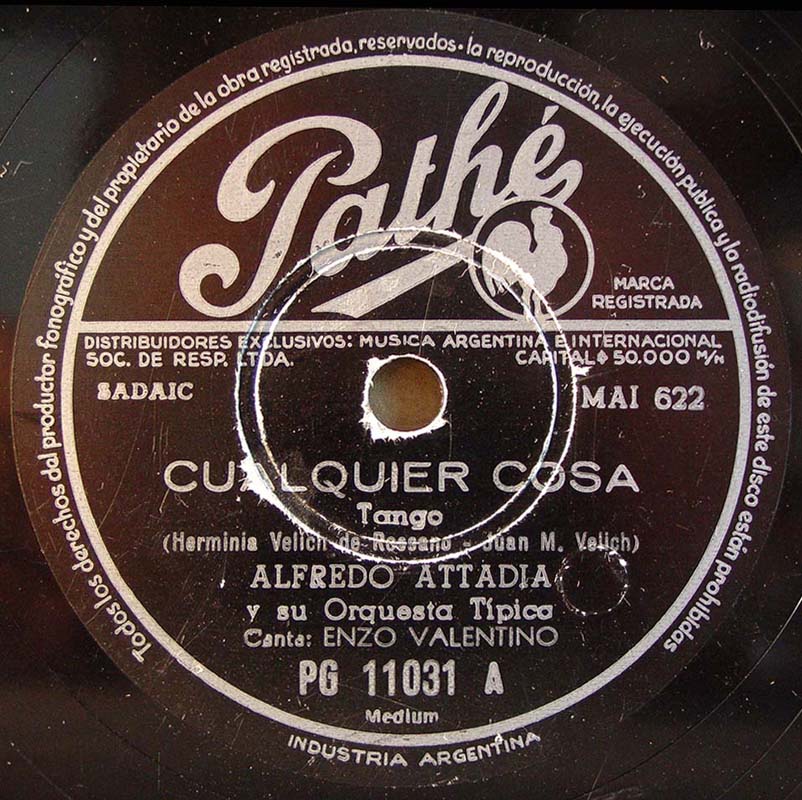 Todos los derechos del productor fonográfico y del propietario de la obra registrada, reservados · la reproducción, la ejecución pública y la radiodifusión de este disco están prohibidas
Pathé
MARCA
REGISTRADA
DISTRIBUIDORES EXCLUSIVOS: MUSICA ARGENTINA E INTERNACIONAL
SOC. DE RESP. LTDA. CAPITAL $ 50.000 M/N
SADAIC
MAI 622
CUALQUIER COSA
Tango
(Herminia Velich de Rossano - Juan M. Velich)
ALFREDO ATTADIA
y su Orquesta Típica
Canta: ENZO VALENTINO
PG 11031 A
Medium
INDUSTRIA ARGENTINA